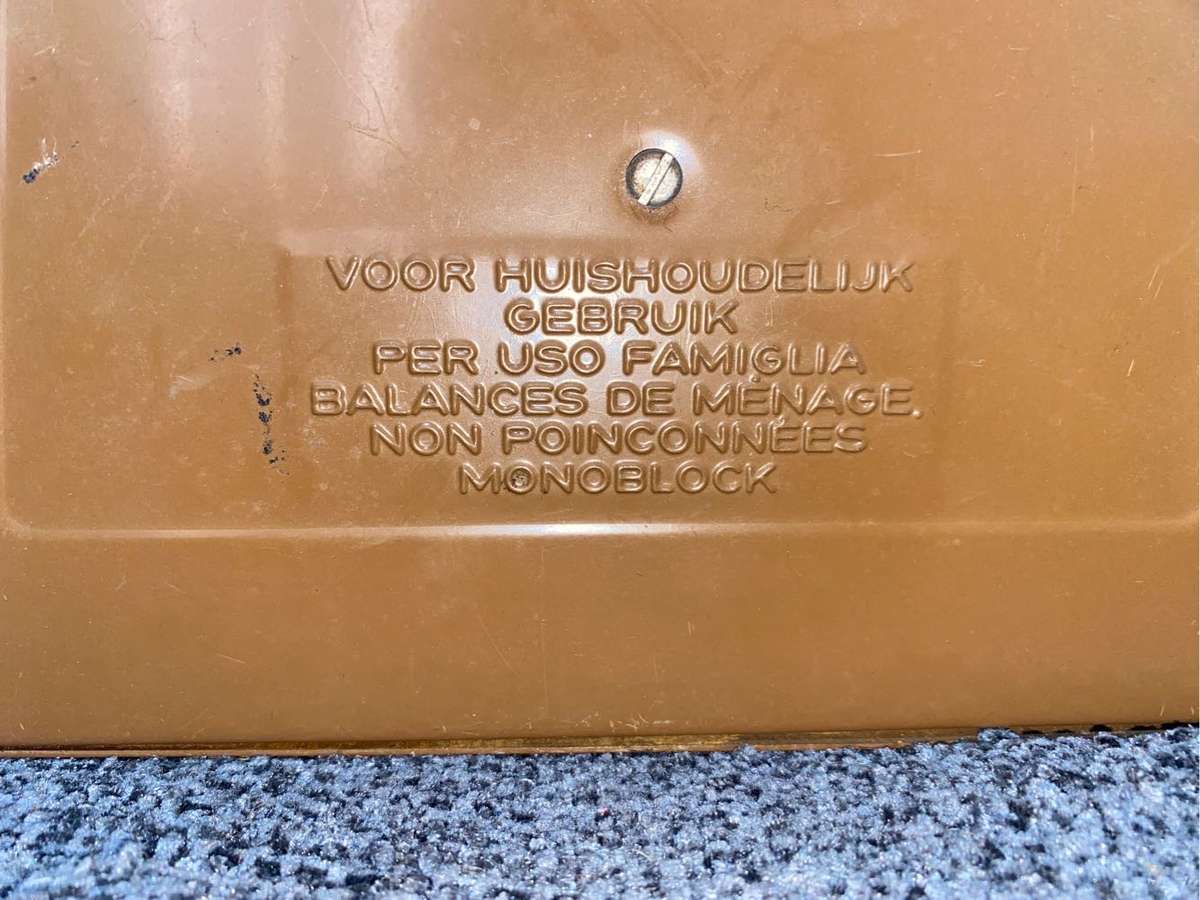 VOOR HUISHOUDELIJK
GEBRUIK
PER USO FAMIGLIA
BALANCES DE MÉNAGE,
NON POINCONNÉES
MONOBLOCK